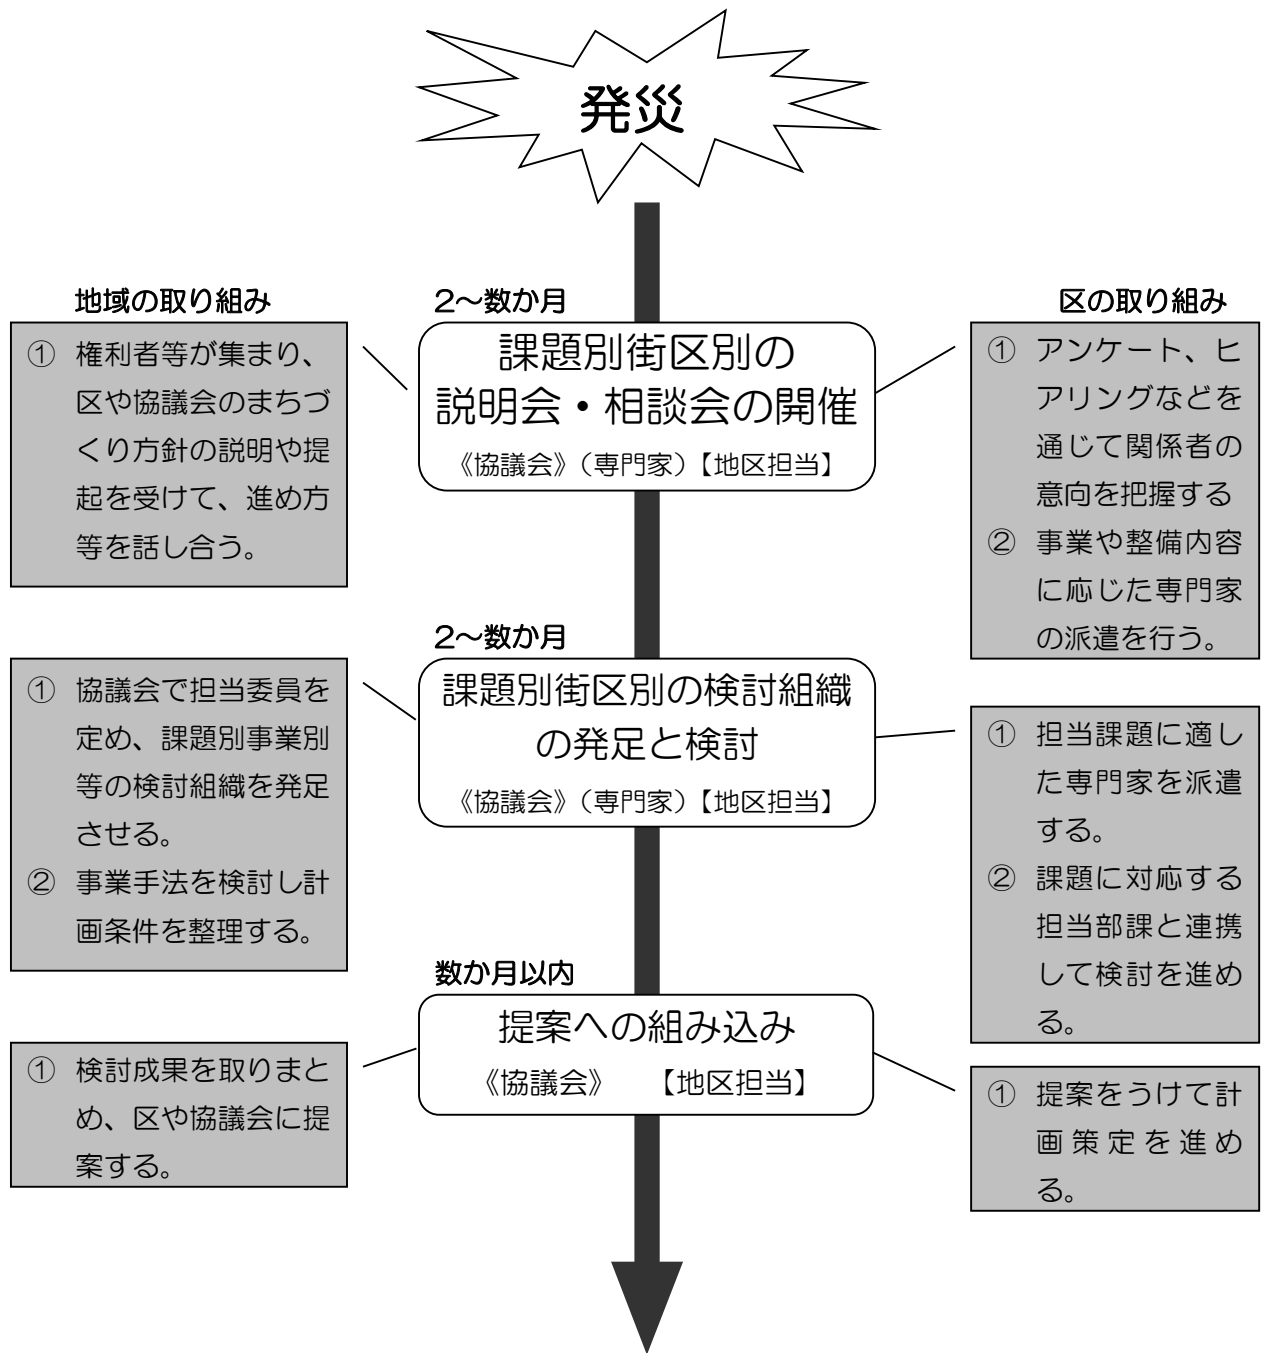 発災
地域の取り組み
2～数か月
区の取り組み
① 権利者等が集まり、
区や協議会のまちづ
くり方針の説明や提
起を受けて、進め方
等を話し合う。
課題別街区別の
説明会・相談会の開催
《協議会》（専門家）【地区担当】
① アンケート、ヒ
アリングなどを
通じて関係者の
意向を把握する
② 事業や整備内容
に応じた専門家
の派遣を行う。
2～数か月
① 協議会で担当委員を
定め、課題別事業別
等の検討組織を発足
させる。
② 事業手法を検討し計
画条件を整理する。
課題別街区別の検討組織
の発足と検討
《協議会》（専門家）【地区担当】
① 担当課題に適し
た専門家を派遣
する。
② 課題に対応する
担当部課と連携
して検討を進め
る。
数か月以内
① 検討成果を取りまと
め、区や協議会に提
案する。
提案への組み込み
《協議会》　【地区担当】
① 提案をうけて計
画策定を進め
る。